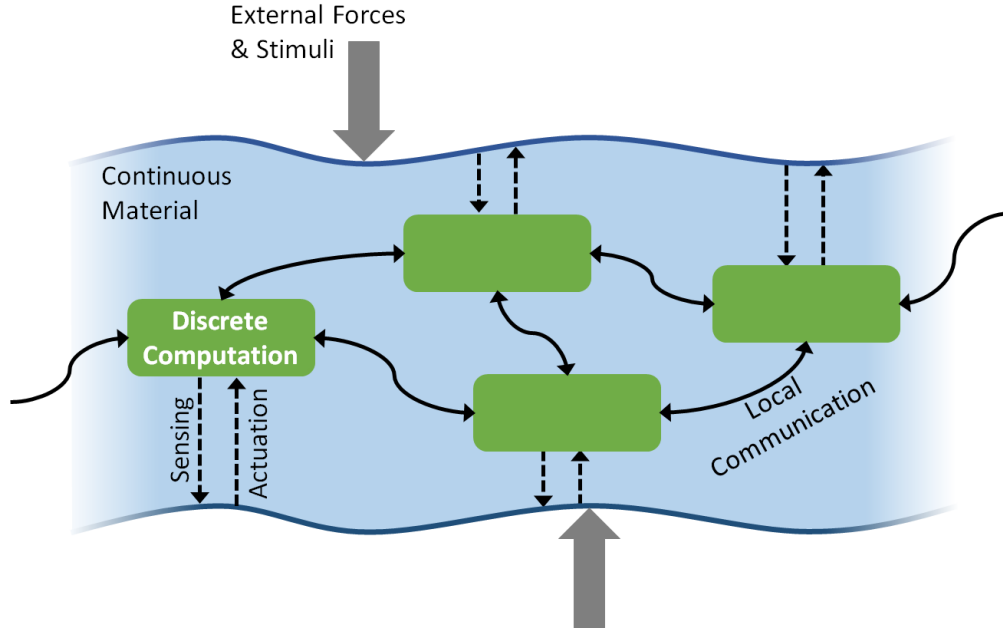 External Forces
& Stimuli
Continuous
Material
Discrete
Computation
Sensing
Actuation
Local
Communication